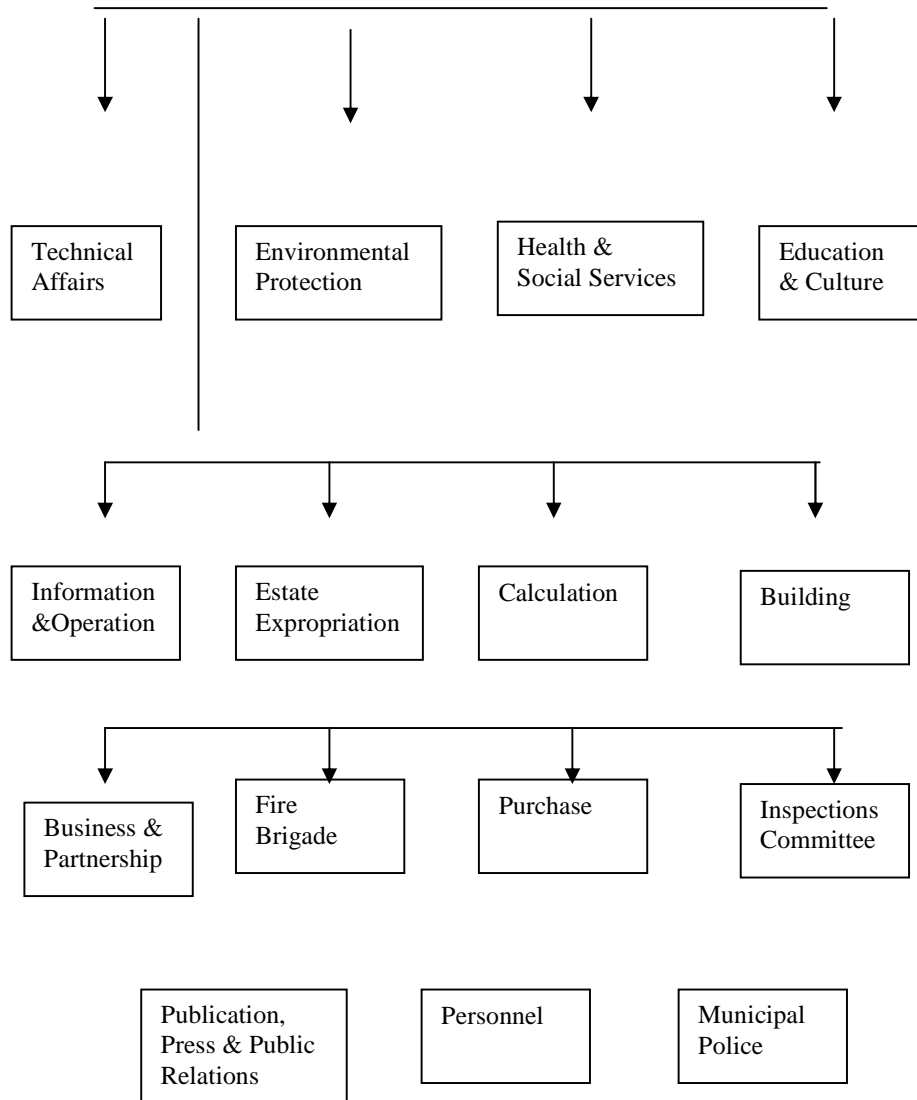 Technical
Affairs
Environmental
Protection
Health &
Social Services
Education
& Culture
Information
&Operation
Estate
Expropriation
Calculation
Building
Business &
Partnership
Fire
Brigade
Purchase
Inspections
Committee
Publication,
Press & Public
Relations
Personnel
Municipal
Police